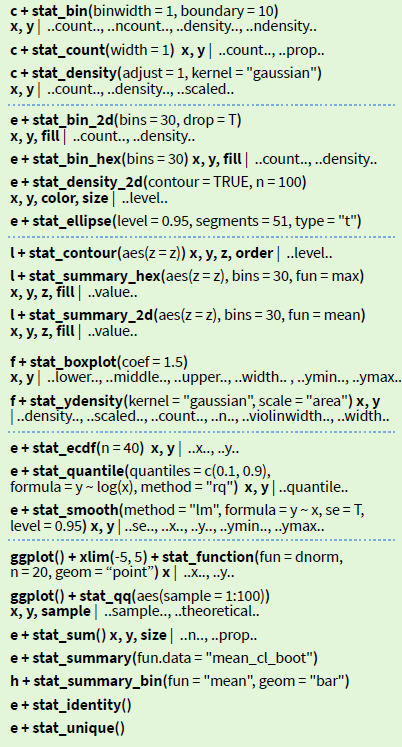 c + stat_bin(binwidth = 1, boundary = 10)
x, y | ..count.., ..ncount.., ..density.., ..ndensity..
c + stat_count(width = 1) x, y | ..count.., ..prop..
c + stat_density(adjust = 1, kernel = "gaussian")
x, y | ..count.., ..density.., ..scaled..
e + stat_bin_2d(bins = 30, drop = T)
x, y, fill | ..count.., ..density..
e + stat_bin_hex(bins = 30) x, y, fill | ..count.., ..density..
e + stat_density_2d(contour = TRUE, n = 100)
x, y, color, size | ..level..
e + stat_ellipse(level = 0.95, segments = 51, type = "t")
l + stat_contour(aes(z = z)) x, y, z, order | ..level..
l + stat_summary_hex(aes(z = z), bins = 30, fun = max)
x, y, z, fill | ..value..
l + stat_summary_2d(aes(z = z), bins = 30, fun = mean)
x, y, z, fill | ..value..
f + stat_boxplot(coef = 1.5)
x, y | ..lower.., ..middle.., ..upper.., ..width.. , ..ymin.., ..ymax..
f + stat_ydensity(kernel = "gaussian", scale = "area") x, y
| ..density.., ..scaled.., ..count.., ..n.., ..violinwidth.., ..width..
e + stat_ecdf(n = 40) x, y | ..x.., ..y..
e + stat_quantile(quantiles = c(0.1, 0.9),
formula = y ~ log(x), method = "rq") x, y | ..quantile..
e + stat_smooth(method = "lm", formula = y ~ x, se = T,
level = 0.95) x, y | ..se.., ..x.., ..y.., ..ymin.., ..ymax..
ggplot() + xlim(-5, 5) + stat_function(fun = dnorm,
n = 20, geom = “point”) x | ..x.., ..y..
ggplot() + stat_qq(aes(sample = 1:100))
x, y, sample | ..sample.., ..theoretical..
e + stat_sum() x, y, size | ..n.., ..prop..
e + stat_summary(fun.data = "mean_cl_boot")
h + stat_summary_bin(fun = "mean", geom = "bar")
e + stat_identity()
e + stat_unique()